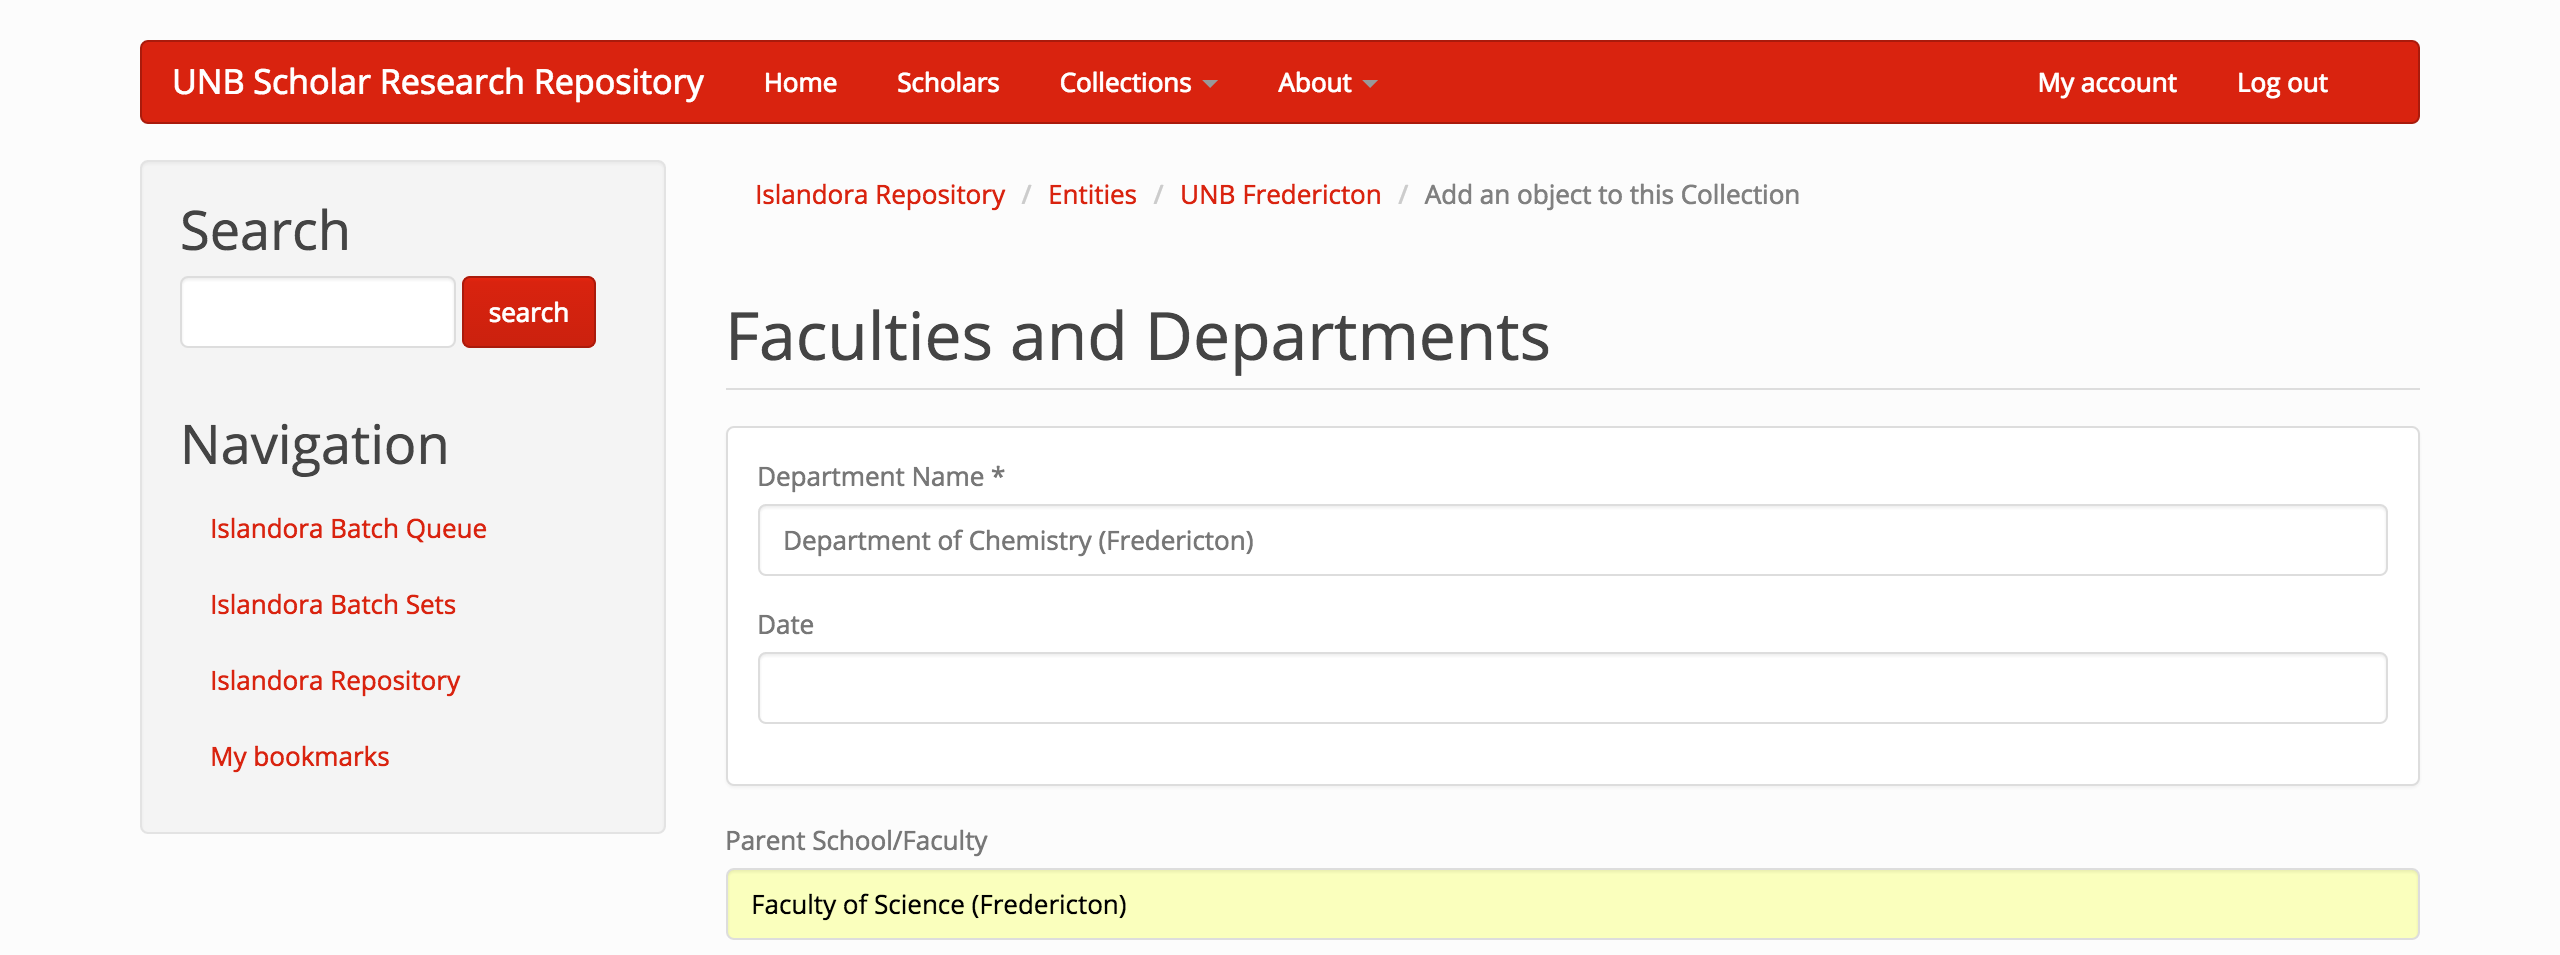 UNB Scholar Research Repository Home Scholars Collections About My account Log out
Search
search
Navigation
Islandora Batch Queue
Islandora Batch Sets
Islandora Repository
My bookmarks
Islandora Repository / Entities / UNB Fredericton / Add an object to this Collection
Faculties and Departments
Department Name *
Department of Chemistry (Fredericton)
Date
Parent School/Faculty
Faculty of Science (Fredericton)